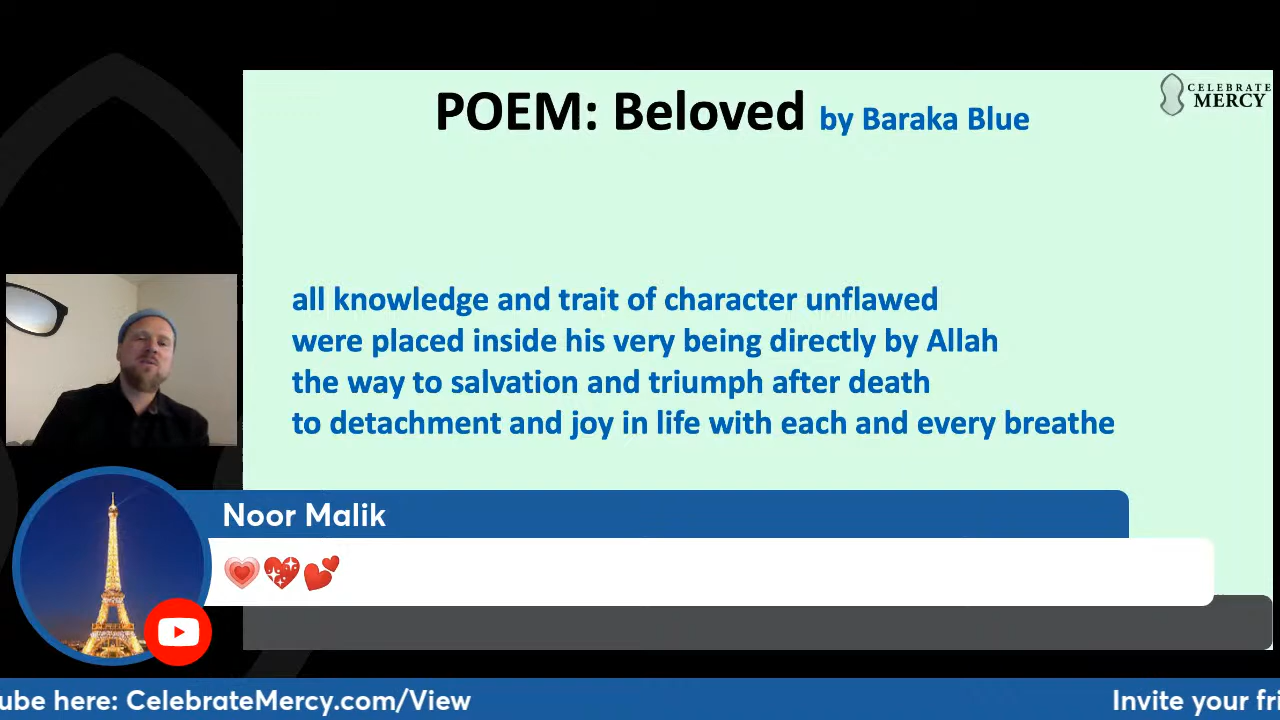 POEM: Beloved by Baraka Blue
CELEBRATE
MERCY
all knowledge and trait of character unflawed
were placed inside his very being directly by Allah
the way to salvation and triumph after death
to detachment and joy in life with each and every breathe
Noor Malik
💗💖💕
ube here: CelebrateMercy.com/View
Invite your fri